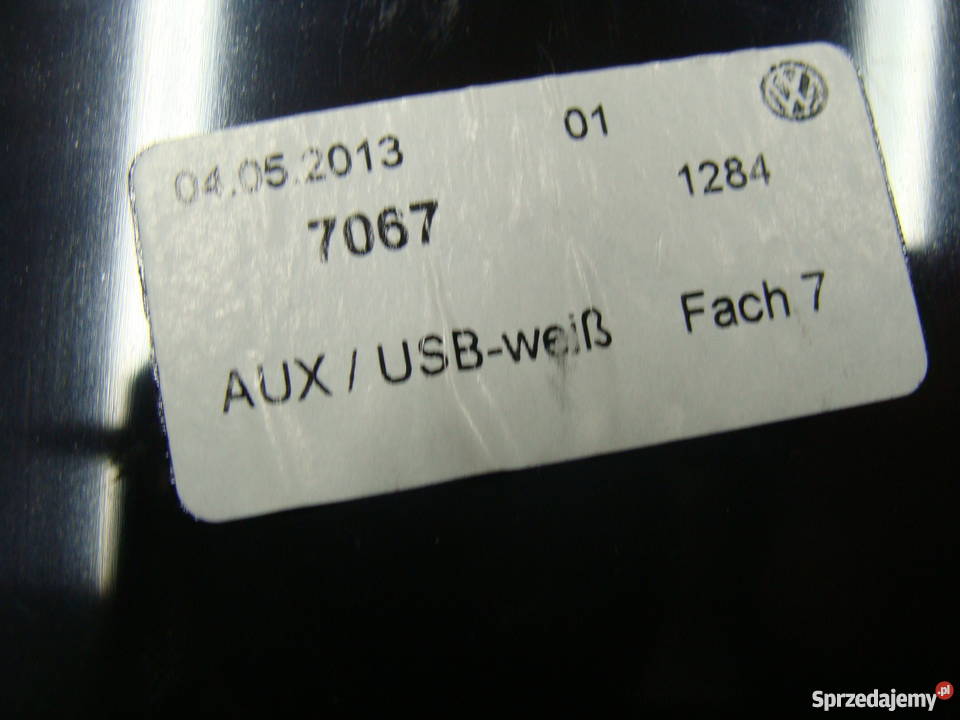 04.05.2013 01
7067 1284
AUX / USB-weiß Fach 7
Sprzedajemy.pl